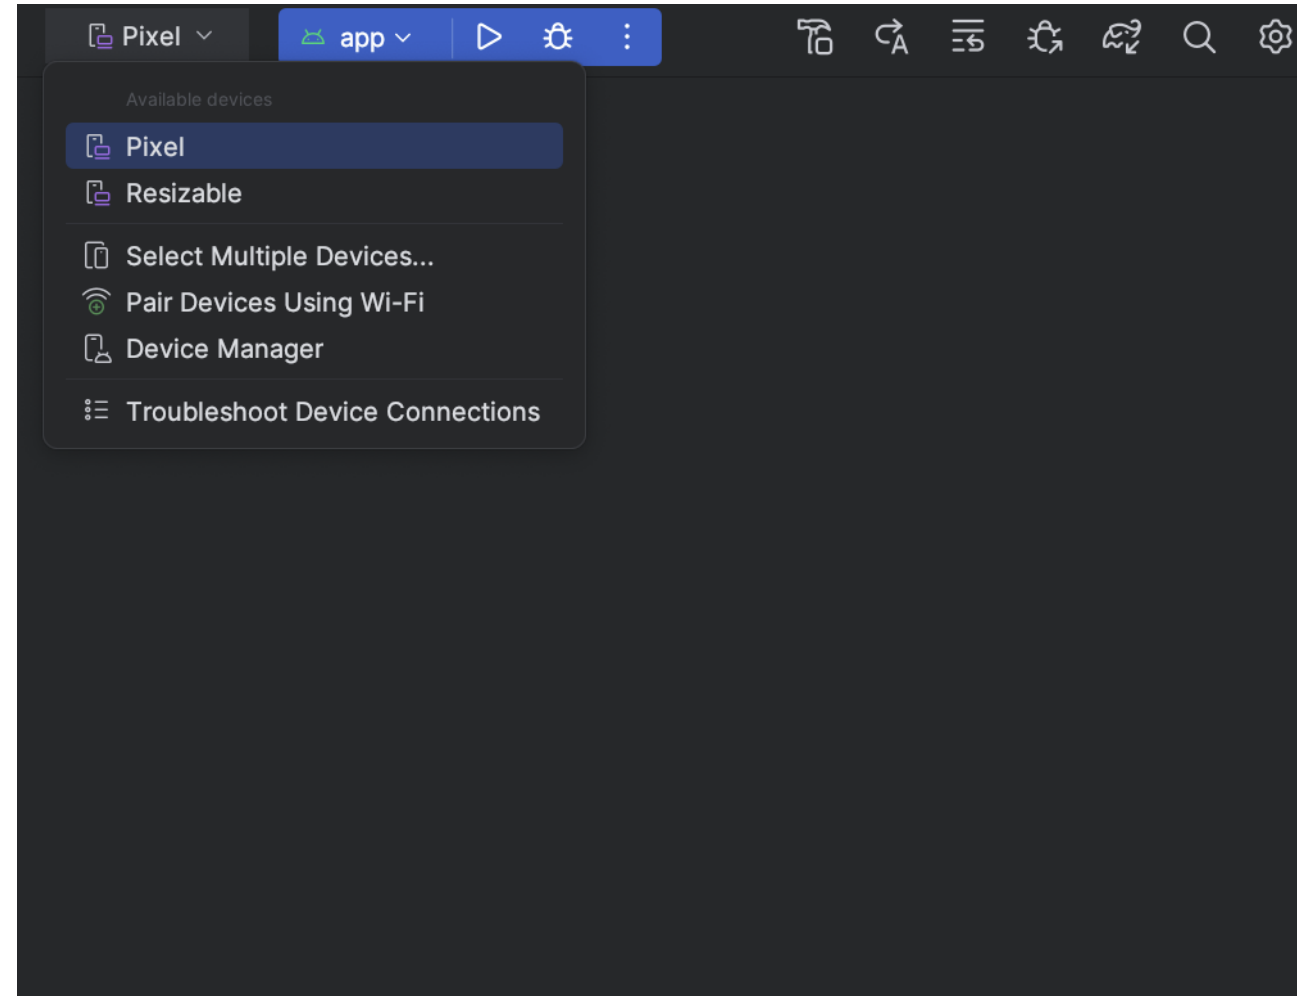 Pixel
app
Available devices
Pixel
Resizable
Select Multiple Devices...
Pair Devices Using Wi-Fi
Device Manager
Troubleshoot Device Connections